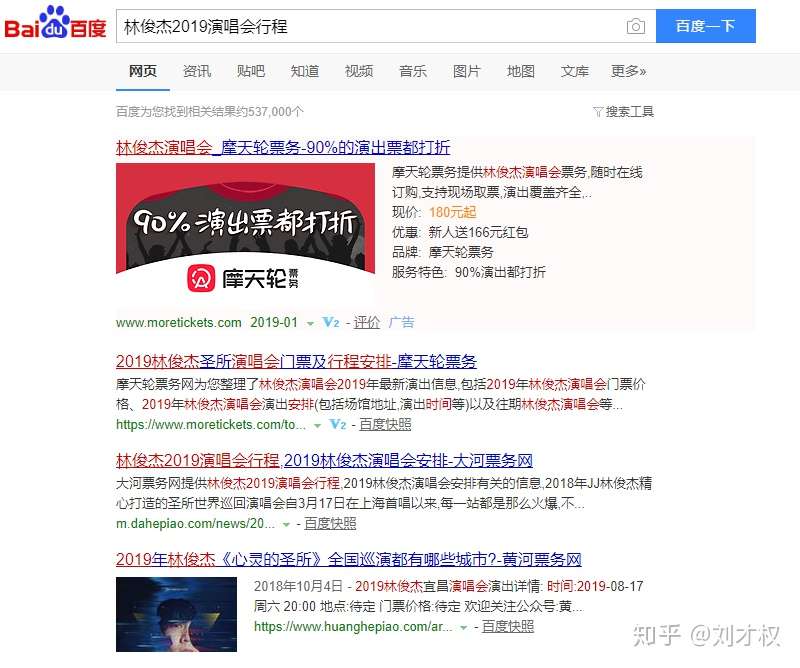 Bai du 百度
林俊杰2019演唱会行程
百度一下
网页 资讯 贴吧 知道 视频 音乐 图片 地图 文库 更多»
百度为您找到相关结果约537,000个
搜索工具
林俊杰演唱会_摩天轮票务-90%的演出票都打折
90%演出票都打折
摩天轮票务
摩天轮票务提供林俊杰演唱会票务,随时在线
订购,支持现场取票,演出覆盖齐全,..
现价: 180元起
优惠: 新人送166元红包
品牌: 摩天轮票务
服务特色: 90%演出都打折
www.moretickets.com 2019-01 V2 - 评价 广告
2019林俊杰圣所演唱会门票及行程安排-摩天轮票务
摩天轮票务网为您整理了林俊杰演唱会2019年最新演出信息,包括2019年林俊杰演唱会门票价
格、2019年林俊杰演唱会演出安排(包括场馆地址,演出时间等)以及往期林俊杰演唱会等...
https://www.moretickets.com/to... V2 - 百度快照
林俊杰2019演唱会行程,2019林俊杰演唱会安排-大河票务网
大河票务网提供林俊杰2019演唱会行程,2019林俊杰演唱会安排有关的信息,2018年JJ林俊杰精
心打造的圣所世界巡回演唱会自3月17日在上海首唱以来,每一站都是那么火爆,不...
m.dahepiao.com/news/20... - 百度快照
2019年林俊杰《心灵的圣所》全国巡演都有哪些城市?-黄河票务网
2018年10月4日 - 2019林俊杰宜昌演唱会演出详情: 时间:2019-08-17
周六 20:00 地点:待定 门票价格:待定 欢迎关注公众号:黄...
https://www.huanghepiao.com/ar... - 百度快照
知乎 @刘才权